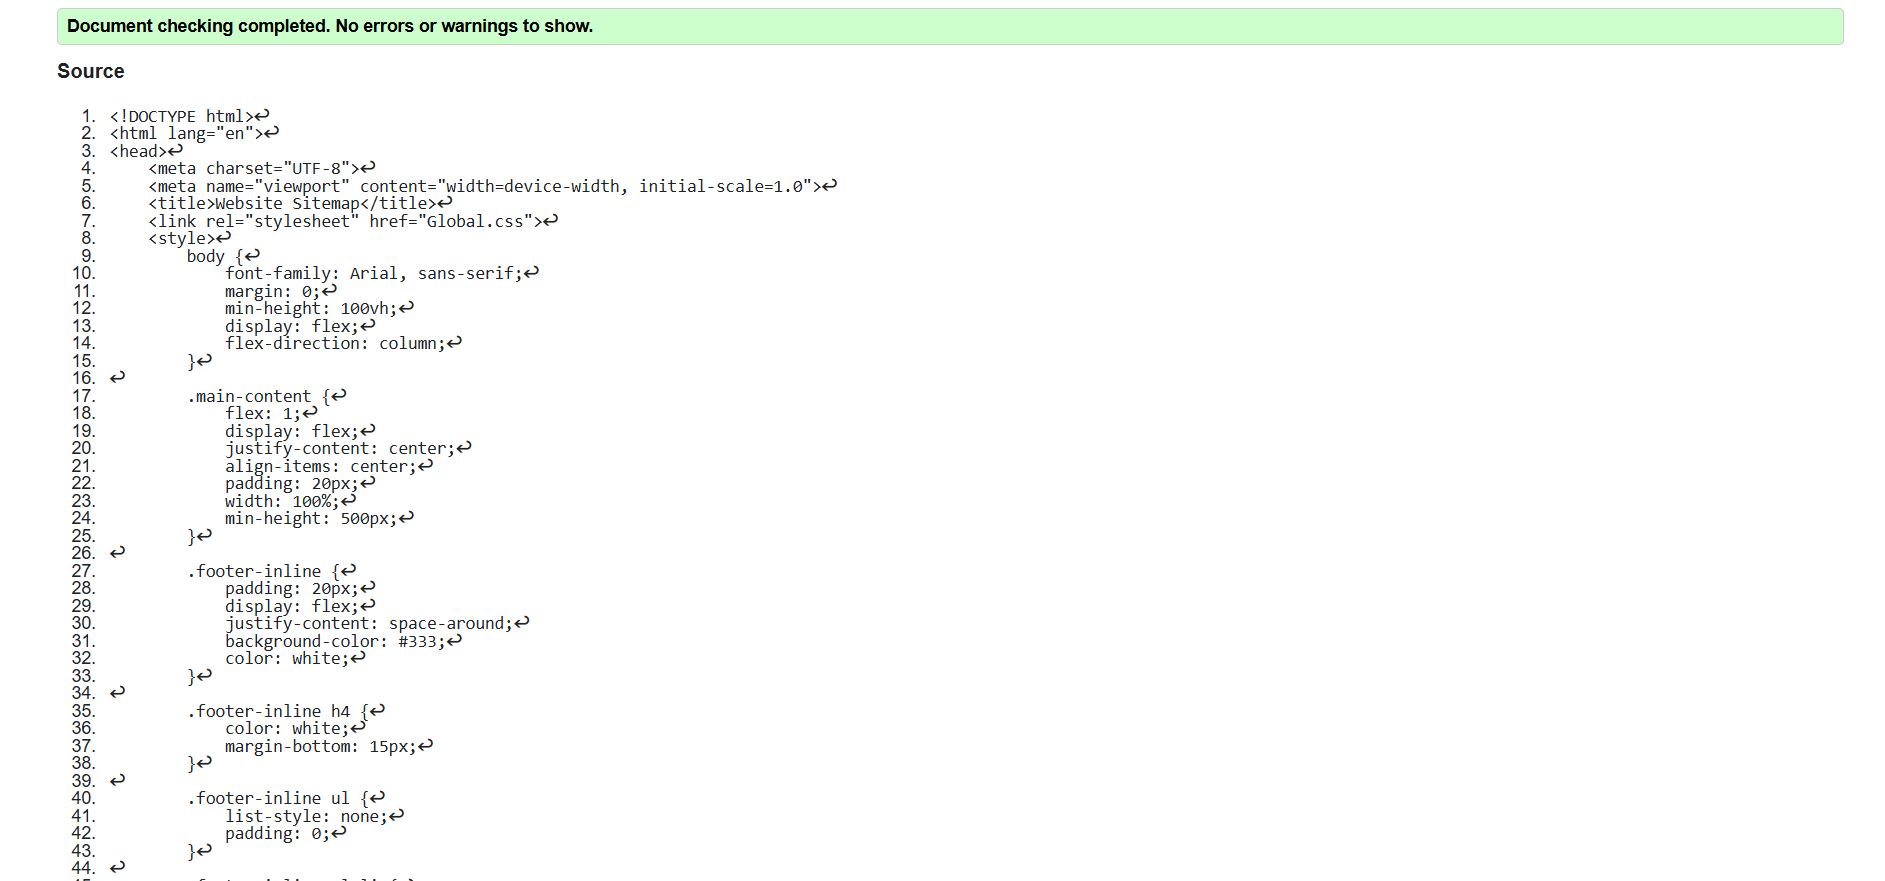 Document checking completed. No errors or warnings to show.
Source
1. <!DOCTYPE html>↩
2. <html lang="en">↩
3. <head>↩
4.     <meta charset="UTF-8">↩
5.     <meta name="viewport" content="width=device-width, initial-scale=1.0">↩
6.     <title>Website Sitemap</title>↩
7.     <link rel="stylesheet" href="Global.css">↩
8.     <style>↩
9.         body {↩
10.             font-family: Arial, sans-serif;↩
11.             margin: 0;↩
12.             min-height: 100vh;↩
13.             display: flex;↩
14.             flex-direction: column;↩
15.         }↩
16. ↩
17.         .main-content {↩
18.             flex: 1;↩
19.             display: flex;↩
20.             justify-content: center;↩
21.             align-items: center;↩
22.             padding: 20px;↩
23.             width: 100%;↩
24.             min-height: 500px;↩
25.         }↩
26. ↩
27.         .footer-inline {↩
28.             padding: 20px;↩
29.             display: flex;↩
30.             justify-content: space-around;↩
31.             background-color: #333;↩
32.             color: white;↩
33.         }↩
34. ↩
35.         .footer-inline h4 {↩
36.             color: white;↩
37.             margin-bottom: 15px;↩
38.         }↩
39. ↩
40.         .footer-inline ul {↩
41.             list-style: none;↩
42.             padding: 0;↩
43.         }↩
44. ↩